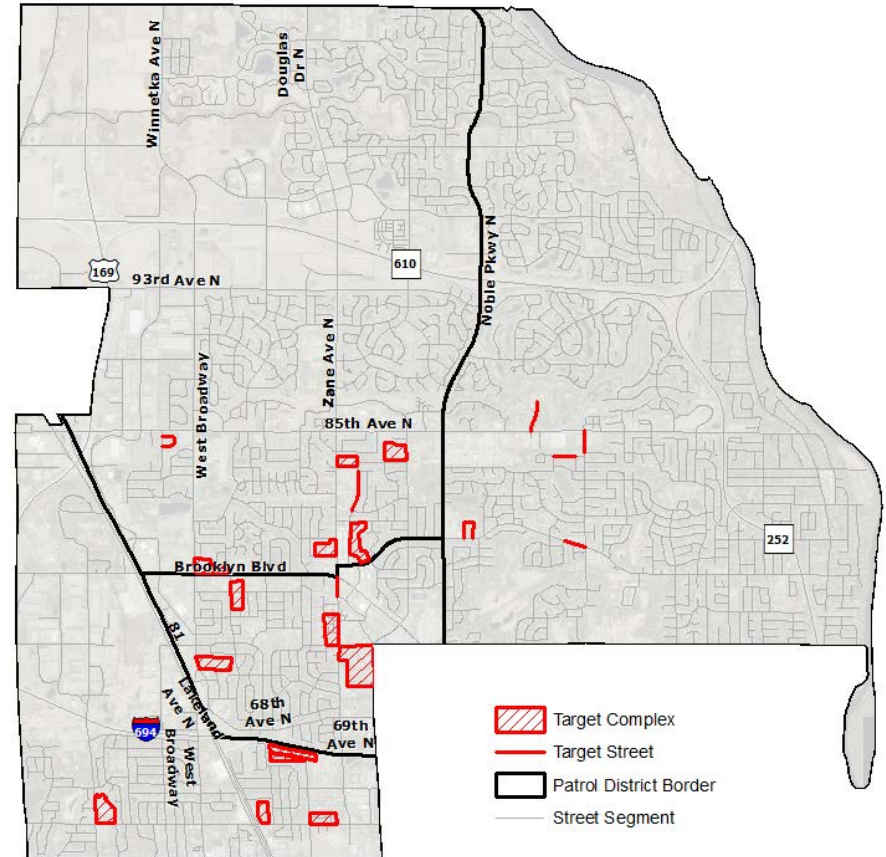 Winnetka Ave N
Douglas
Dr N
Noble Pkwy N
610
169
93rd Ave N
Zane Ave N
West Broadway
85th Ave N
252
Brooklyn Blvd
81
Lakeland
Ave N
68th
Ave N
69th
Ave N
694
West
Broadway
Target Complex
Target Street
Patrol District Border
Street Segment